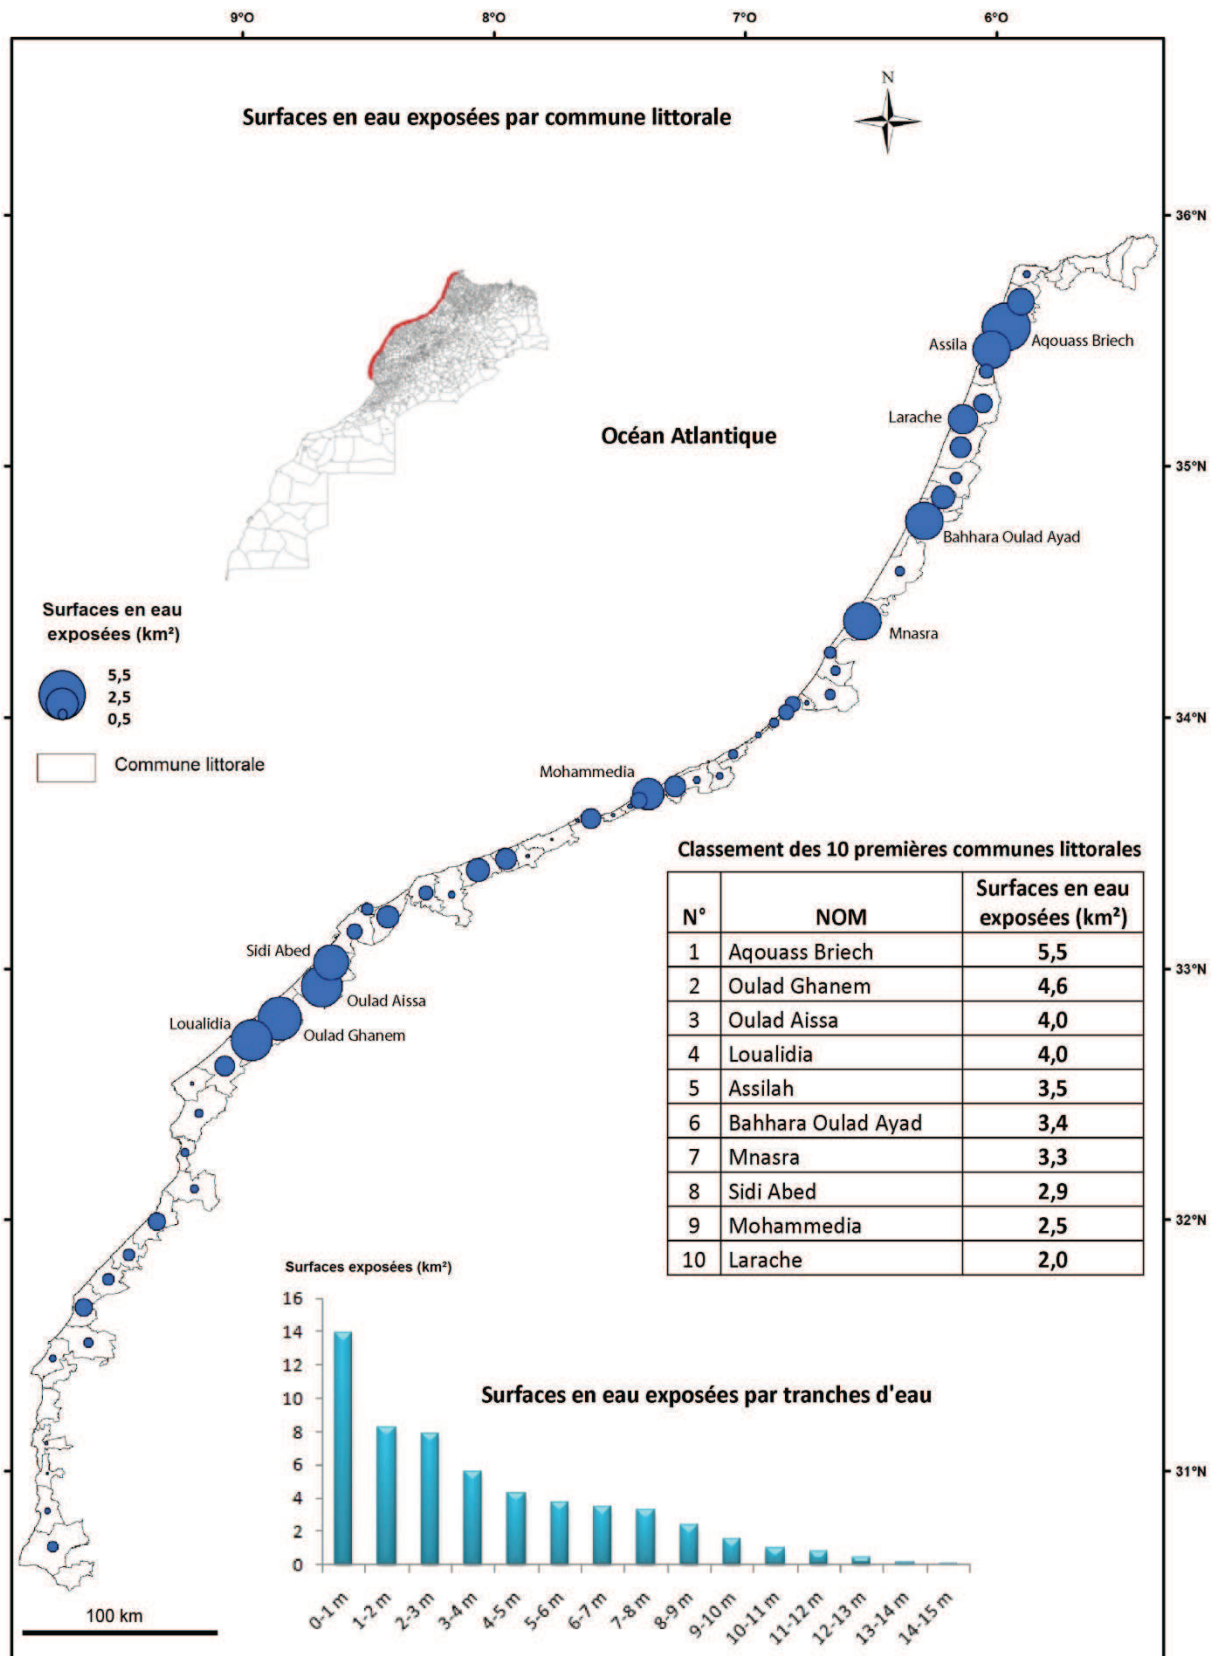 9°O 8°O 7°O 6°O
N
Surfaces en eau exposées par commune littorale
36°N
Assila
Aqouass Briech
Larache
Océan Atlantique
35°N
Bahhara Oulad Ayad
Surfaces en eau
exposées (km²)
Mnasra
5,5
2,5
0,5
34°N
Commune littorale
Mohammedia
Classement des 10 premières communes littorales
N° NOM Surfaces en eau
exposées (km²)
1 Aqouass Briech 5,5
2 Oulad Ghanem 4,6
3 Oulad Aissa 4,0
4 Loualidia 4,0
5 Assilah 3,5
6 Bahhara Oulad Ayad 3,4
7 Mnasra 3,3
8 Sidi Abed 2,9
9 Mohammedia 2,5
10 Larache 2,0
Sidi Abed
33°N
Oulad Aissa
Loualidia
Oulad Ghanem
32°N
Surfaces exposées (km²)
16
14
12
10
8
6
4
2
0
Surfaces en eau exposées par tranches d'eau
31°N
0-1 m 1-2 m 2-3 m 3-4 m 4-5 m 5-6 m 6-7 m 7-8 m 8-9 m 9-10 m 10-11 m 11-12 m 12-13 m 13-14 m 14-15 m
100 km